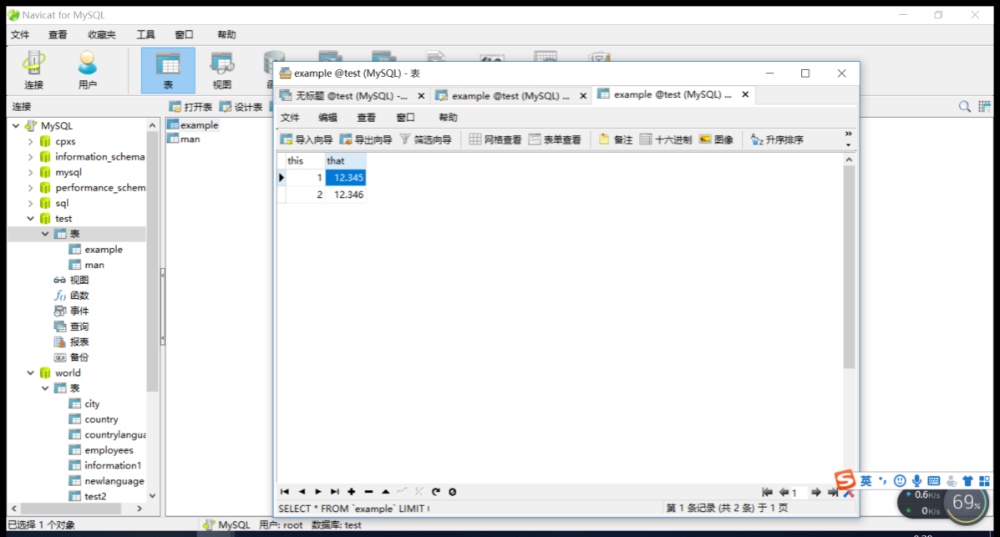 Navicat for MySQL
文件 查看 收藏夹 工具 窗口 帮助
连接 用户 表 视图
连接 打开表 设计表
example @test (MySQL) - 表
无标题 @test (MySQL) -... example @test (MySQL) ... example @test (MySQL) ...
文件 编辑 查看 窗口 帮助
导入向导 导出向导 筛选向导 网格查看 表单查看 备注 十六进制 图像 升序排序
MySQL
cpxs
information_schema
mysql
performance_schem
sql
test
表
example
man
视图
函数
事件
查询
报表
备份
world
表
city
country
countrylangua
employees
information1
newlanguage
test2
example
man
this that
1 12.345
2 12.346
1
SELECT * FROM `example` LIMIT
第 1 条记录 (共 2 条) 于 1 页
英
0.6K/s
0K/s
69%
已选择 1 个对象 MySQL 用户: root 数据库: test